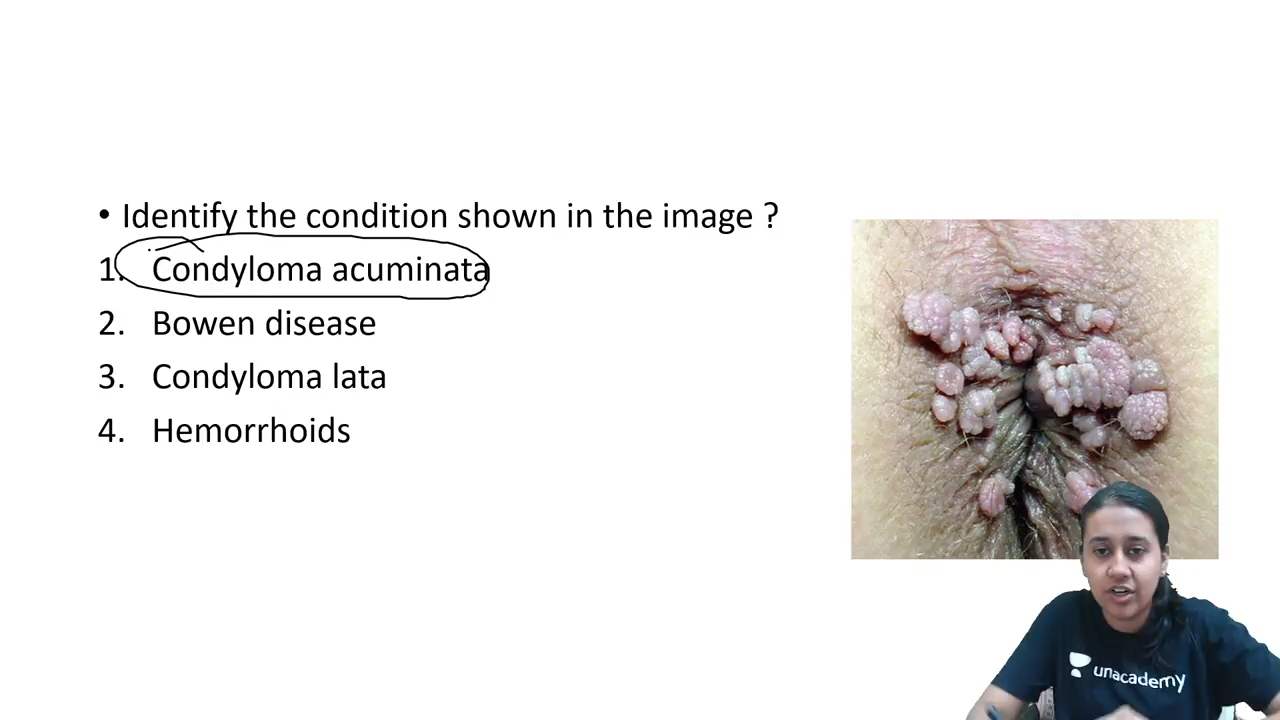 • Identify the condition shown in the image ?
1. Condyloma acuminata
2. Bowen disease
3. Condyloma lata
4. Hemorrhoids
unacademy